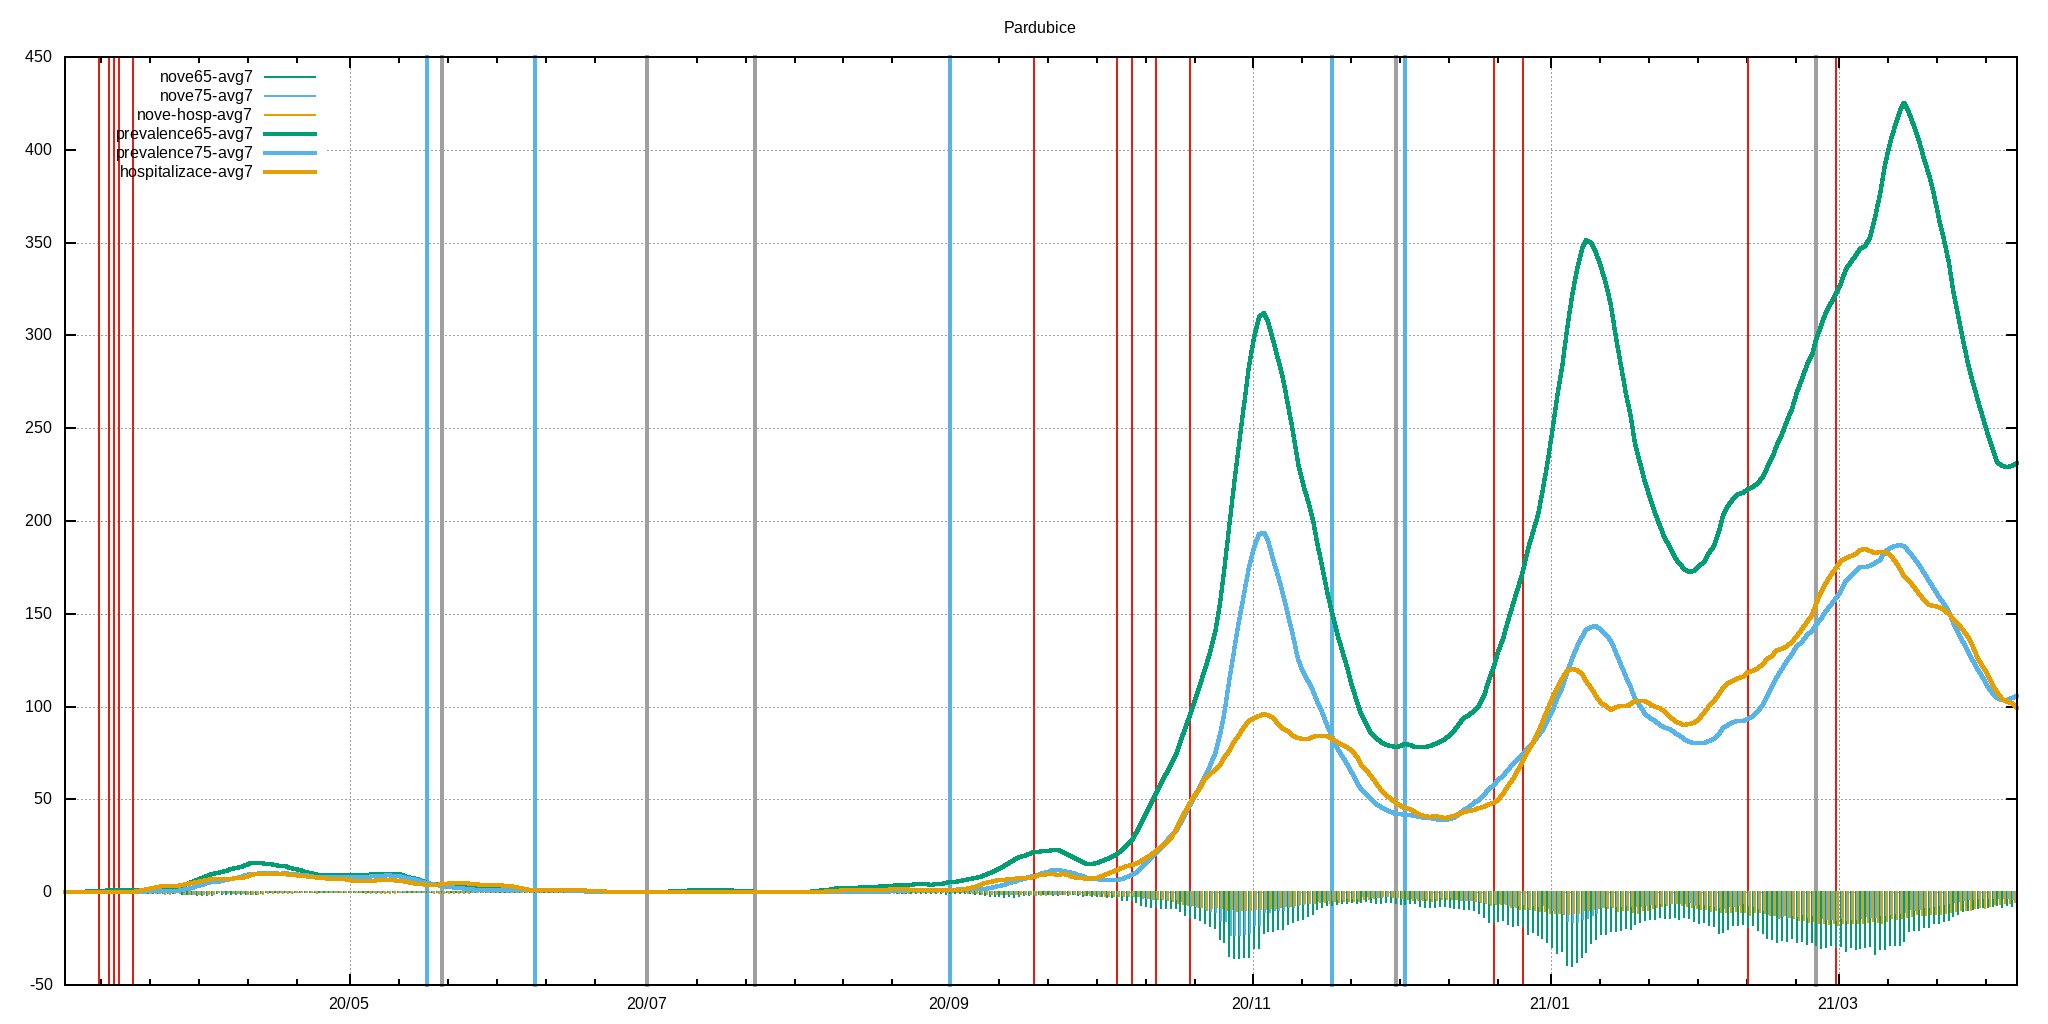 Pardubice
450
400
350
300
250
200
150
100
50
0
-50
nove65-avg7
nove75-avg7
nove-hosp-avg7
prevalence65-avg7
prevalence75-avg7
hospitalizace-avg7
20/05 20/07 20/09 20/11 21/01 21/03